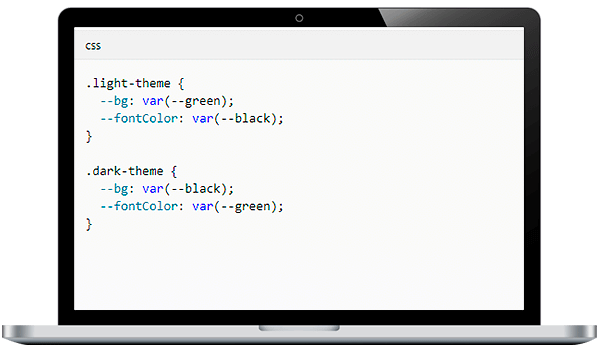 css
.light-theme {
  --bg: var(--green);
  --fontColor: var(--black);
}
.dark-theme {
  --bg: var(--black);
  --fontColor: var(--green);
}